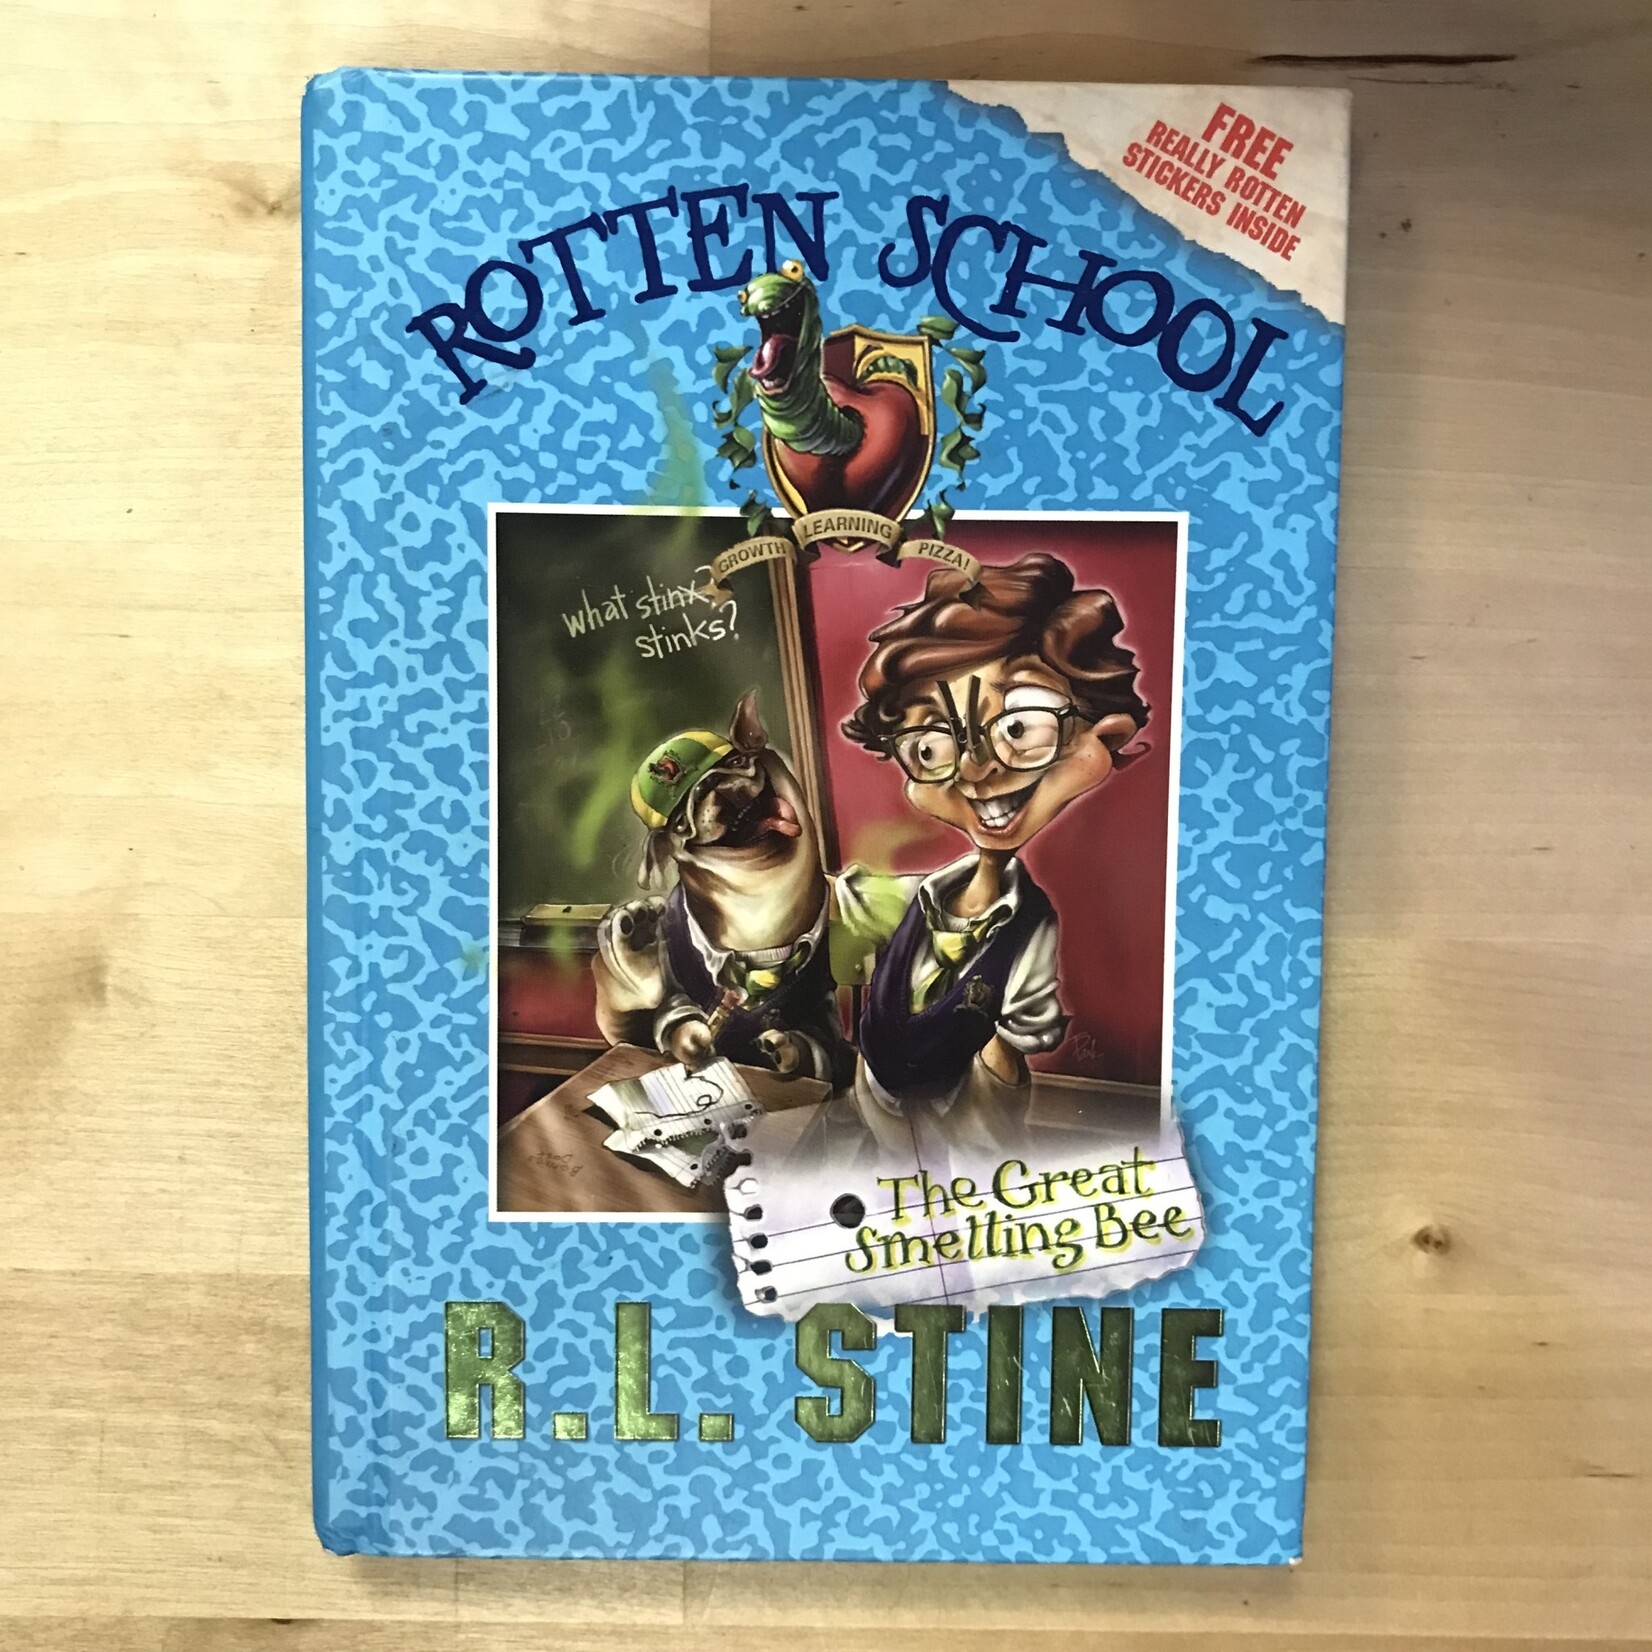 FREE
REALLY ROTTEN
STICKERS INSIDE
ROTTEN SCHOOL
GROWTH LEARNING PIZZA!
what stinx?
stinks?
The Great
Smelling Bee
R.L. STINE